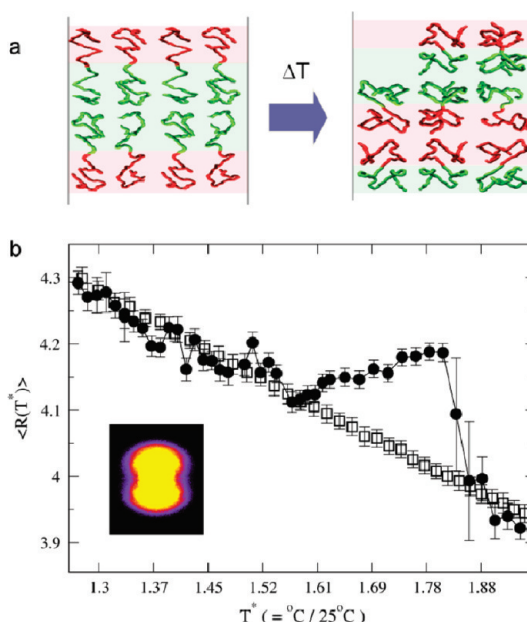 a
ΔT
b
<R(T*)>
4.3
4.2
4.1
4
3.9
1.3 1.37 1.45 1.52 1.61 1.69 1.78 1.88
T* ( = °C / 25°C )